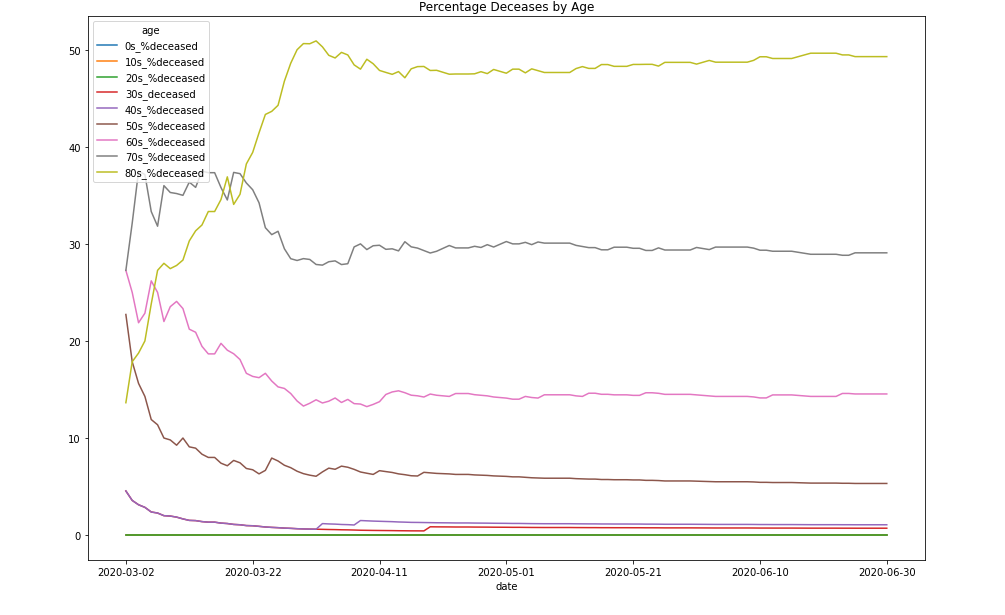 Percentage Deceases by Age
age
0s_%deceased
10s_%deceased
20s_%deceased
30s_deceased
40s_%deceased
50s_%deceased
60s_%deceased
70s_%deceased
80s_%deceased
50
40
30
20
10
0
2020-03-02 2020-03-22 2020-04-11 2020-05-01 2020-05-21 2020-06-10 2020-06-30
date